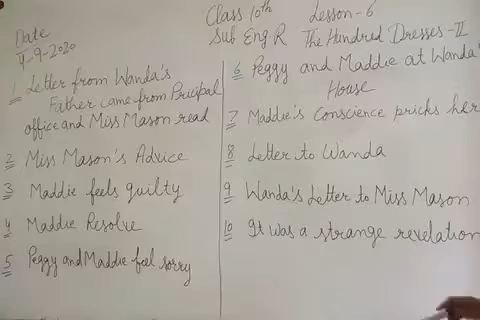 Date
4-9-2020
Class 10th Lesson-6
Sub Eng R The Hundred Dresses-II
1 Letter from Wanda's
Father came from Pricipal
office and Miss Mason read
2 Miss Mason's Advice
3 Maddie feels guilty
4 Maddie Resolve
5 Peggy and Maddie feel sorry
6 Peggy and Maddie at Wanda's
House
7 Maddie's Conscience pricks her
8 Letter to Wanda
9 Wanda's Letter to Miss Mason
10 It was a strange revelation